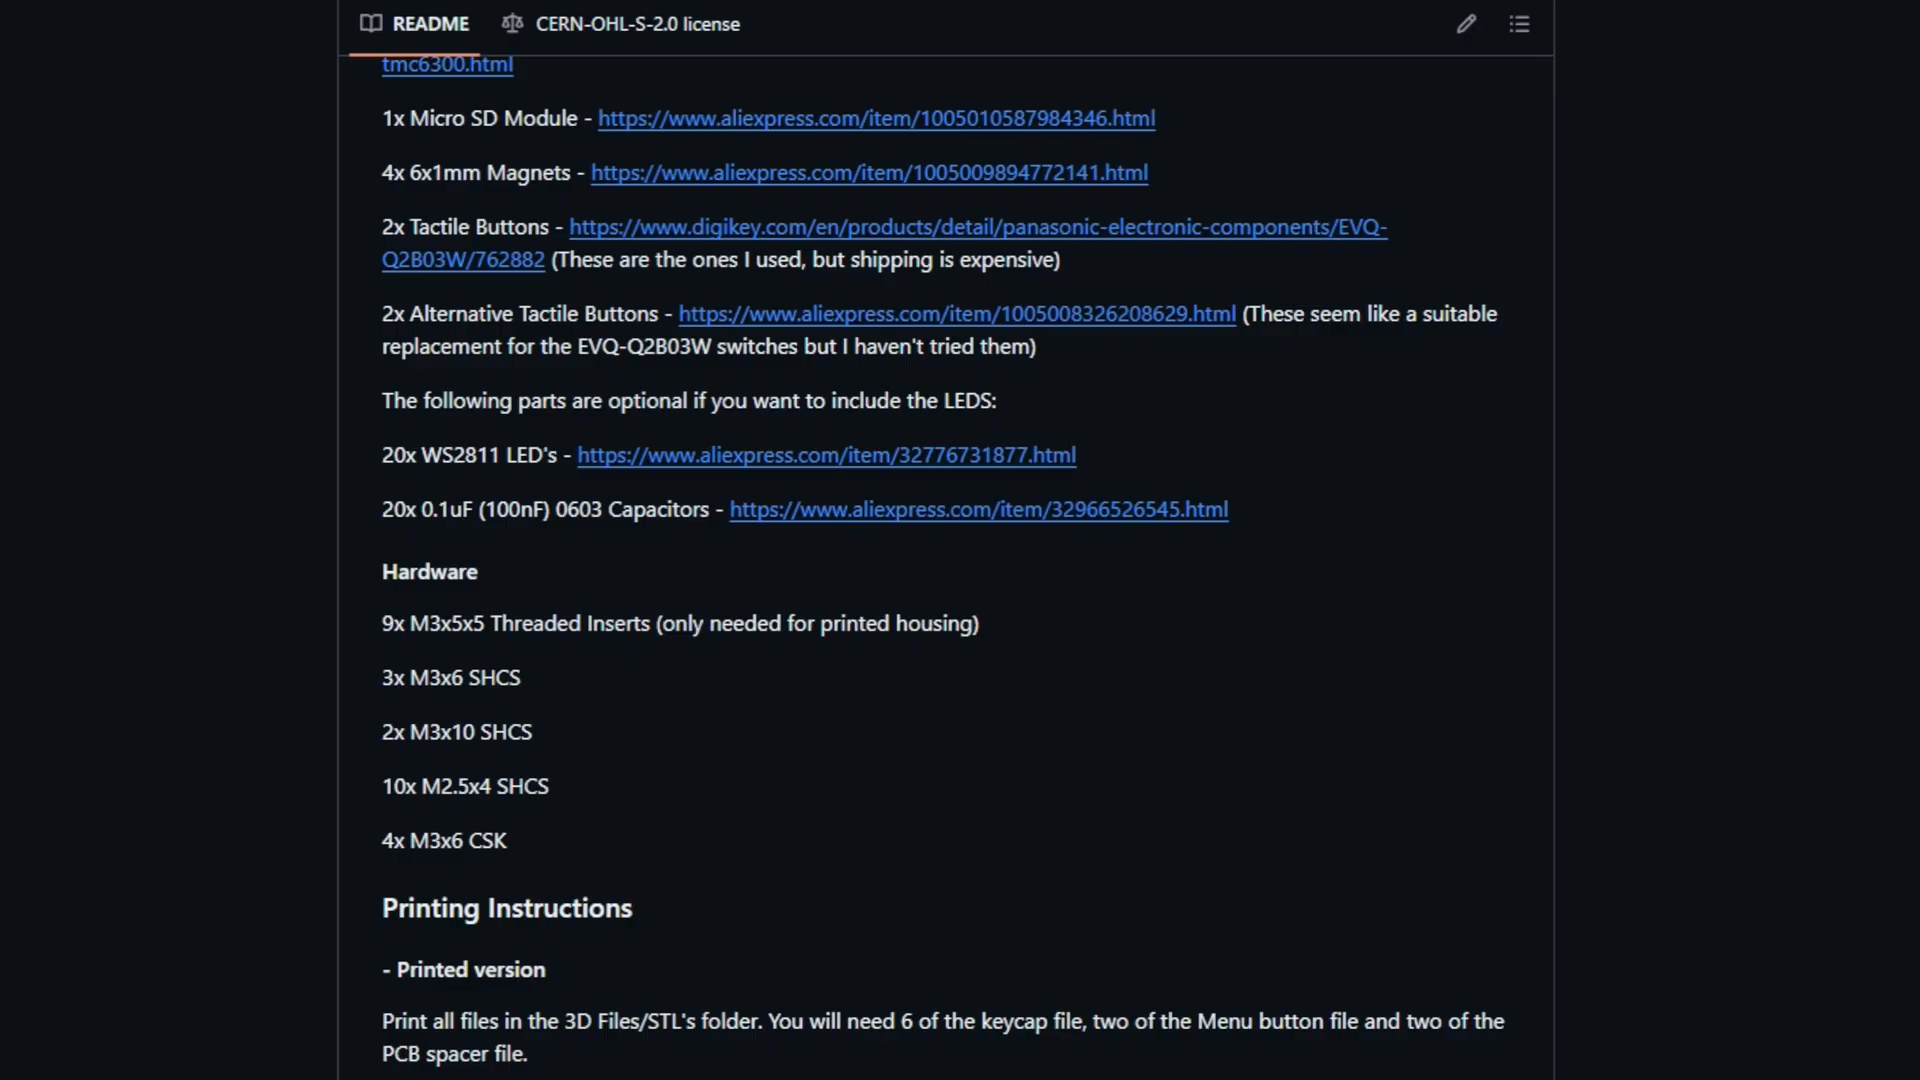 README CERN-OHL-S-2.0 license
tmc6300.html
1x Micro SD Module - https://www.aliexpress.com/item/1005010587984346.html
4x 6x1mm Magnets - https://www.aliexpress.com/item/1005009894772141.html
2x Tactile Buttons - https://www.digikey.com/en/products/detail/panasonic-electronic-components/EVQ-
Q2B03W/762882 (These are the ones I used, but shipping is expensive)
2x Alternative Tactile Buttons - https://www.aliexpress.com/item/1005008326208629.html (These seem like a suitable
replacement for the EVQ-Q2B03W switches but I haven't tried them)
The following parts are optional if you want to include the LEDS:
20x WS2811 LED's - https://www.aliexpress.com/item/32776731877.html
20x 0.1uF (100nF) 0603 Capacitors - https://www.aliexpress.com/item/32966526545.html
Hardware
9x M3x5x5 Threaded Inserts (only needed for printed housing)
3x M3x6 SHCS
2x M3x10 SHCS
10x M2.5x4 SHCS
4x M3x6 CSK
Printing Instructions
- Printed version
Print all files in the 3D Files/STL's folder. You will need 6 of the keycap file, two of the Menu button file and two of the
PCB spacer file.